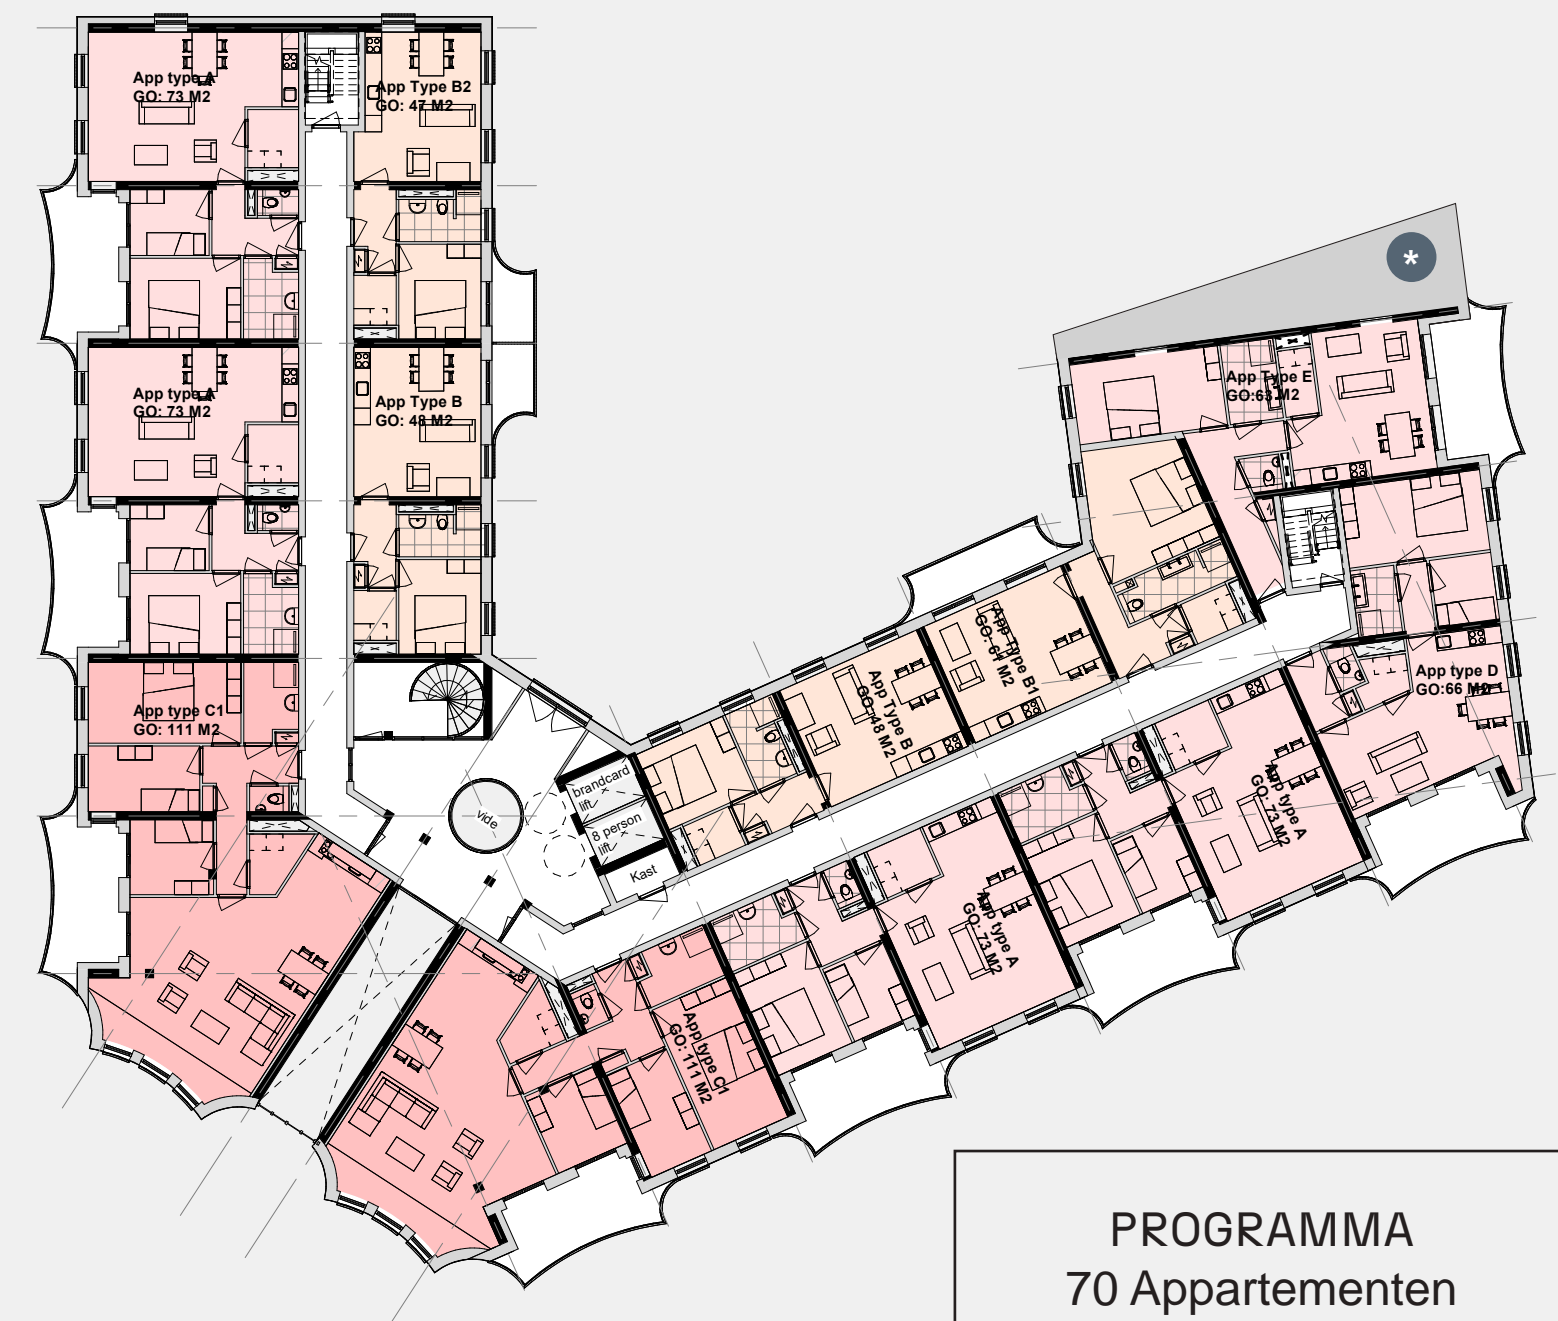 App type A
GO: 73 M2
App Type B2
GO: 47 M2
App type A
GO: 73 M2
App Type B
GO: 48 M2
App type C1
GO: 111 M2
vide
brandcard
lift
8 person
lift
Kast
App Type B
GO: 48 M2
App Type B1
GO: 61 M2
*
App Type E
GO:63 M2
App type D
GO:66 M2
App type A
GO: 73 M2
App type A
GO: 73 M2
App type C1
GO: 111 M2
PROGRAMMA
70 Appartementen